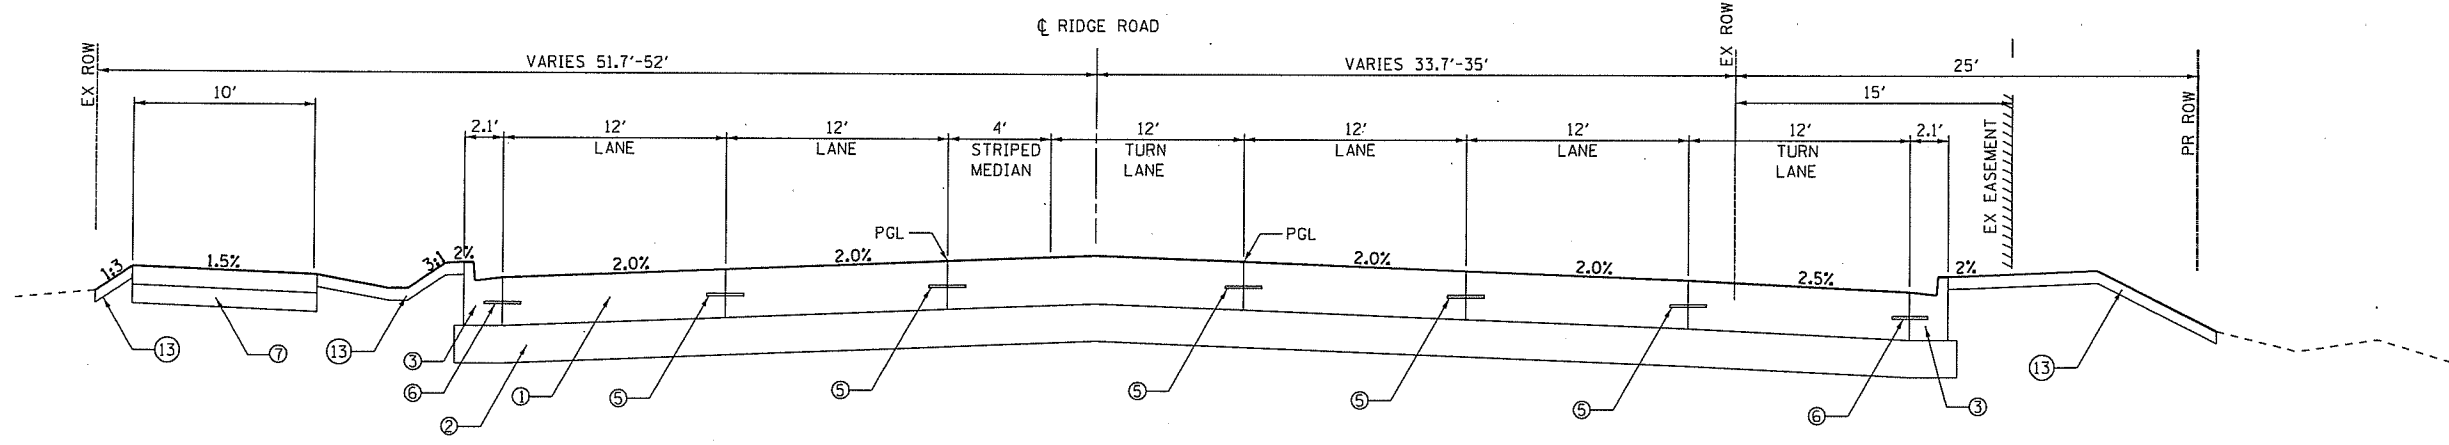 ℄ RIDGE ROAD
EX ROW
VARIES 51.7'-52'
VARIES 33.7'-35'
EX ROW
25'
10'
15'
2.1'
12'
LANE
12'
LANE
4'
STRIPED
MEDIAN
12'
TURN
LANE
12'
LANE
12'
LANE
12'
TURN
LANE
2.1'
EX EASEMENT
PR ROW
PGL
PGL
1:3
1.5%
3:1
2%
2.0%
2.0%
2.0%
2.0%
2.5%
2%
13
7
13
3
6
2
1
5
5
5
5
5
6
3
13